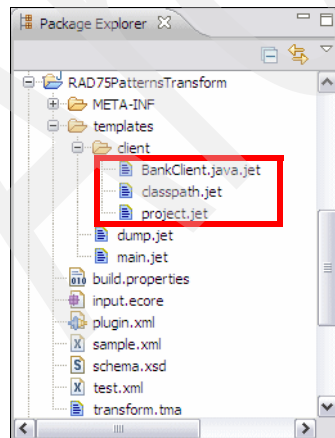 Package Explorer
RAD75PatternsTransform
META-INF
templates
client
BankClient.java.jet
classpath.jet
project.jet
dump.jet
main.jet
build.properties
input.ecore
plugin.xml
sample.xml
schema.xsd
test.xml
transform.tma